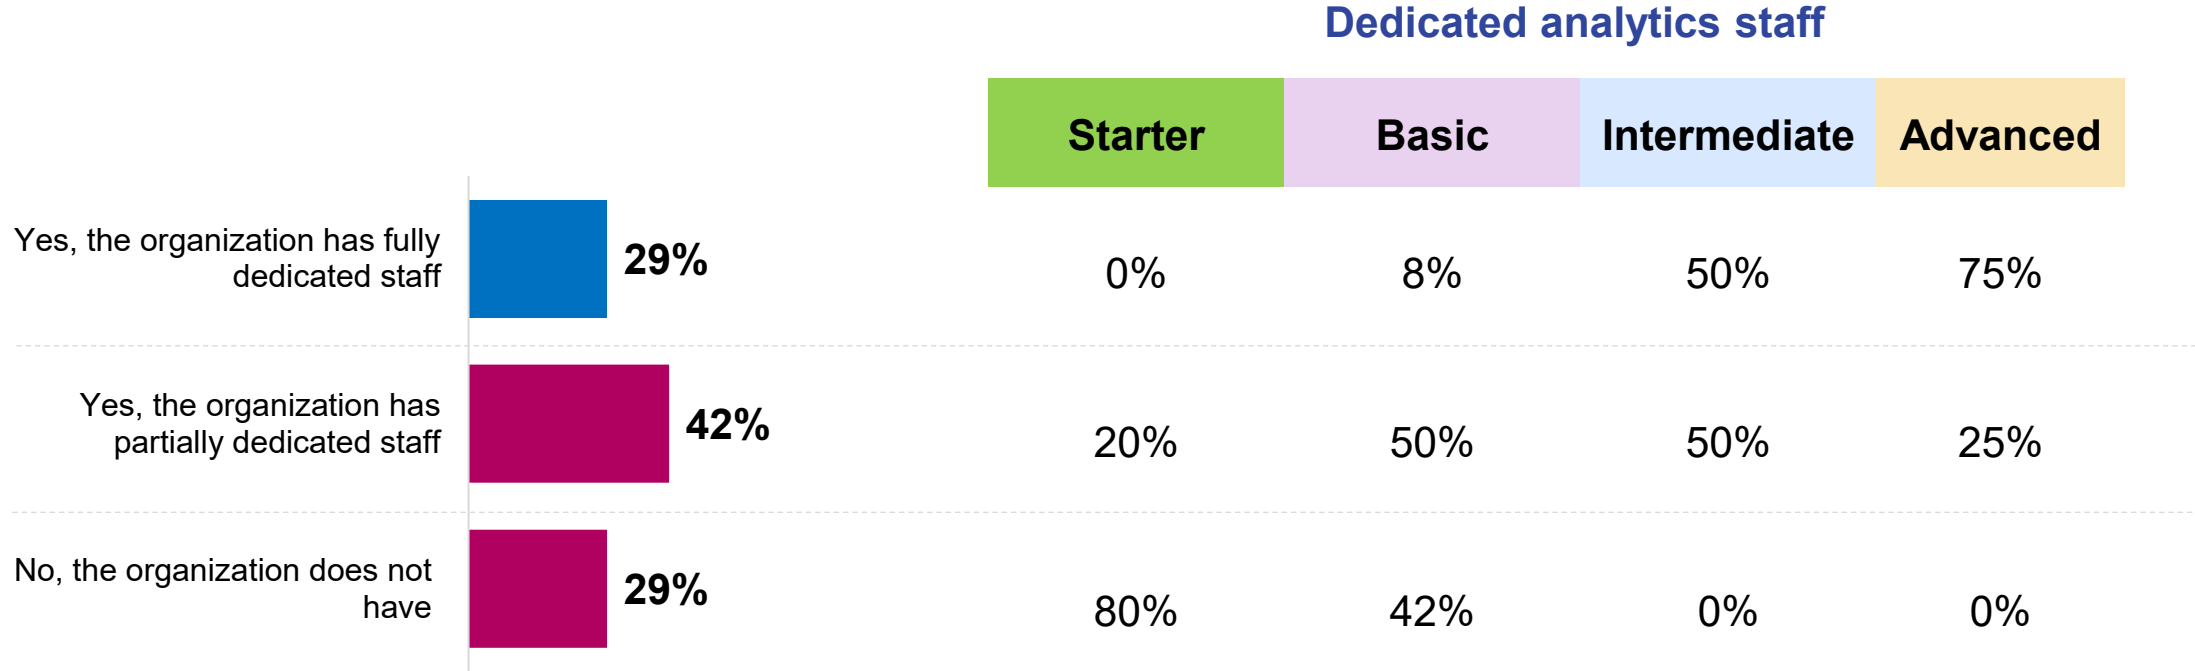 Dedicated analytics staff
Starter Basic Intermediate Advanced
Yes, the organization has fully
dedicated staff
29% 0% 8% 50% 75%
Yes, the organization has
partially dedicated staff
42% 20% 50% 50% 25%
No, the organization does not
have
29% 80% 42% 0% 0%